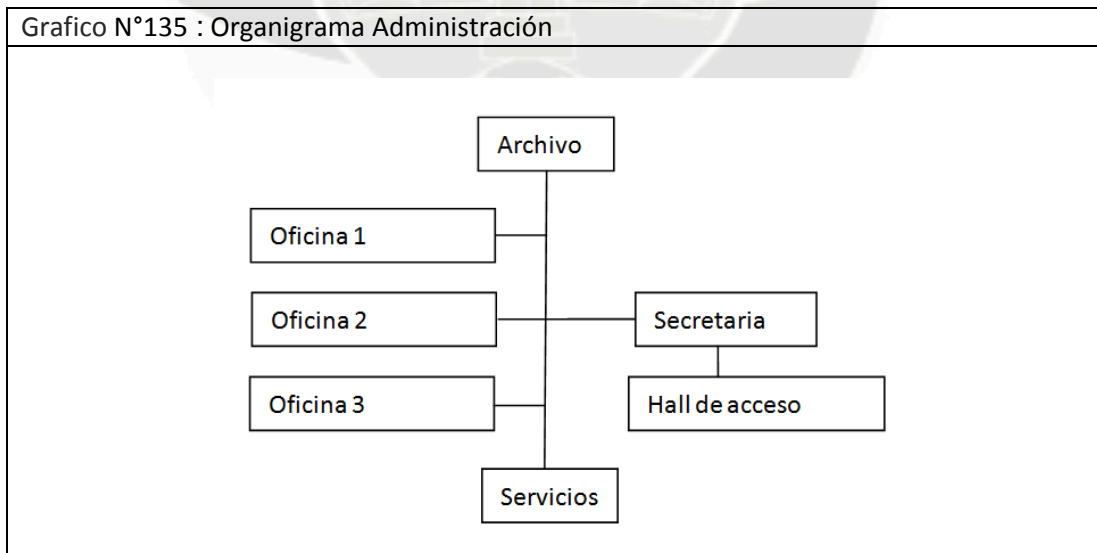 Grafico N°135 : Organigrama Administración
Archivo
Oficina 1
Oficina 2
Secretaria
Oficina 3
Hall de acceso
Servicios